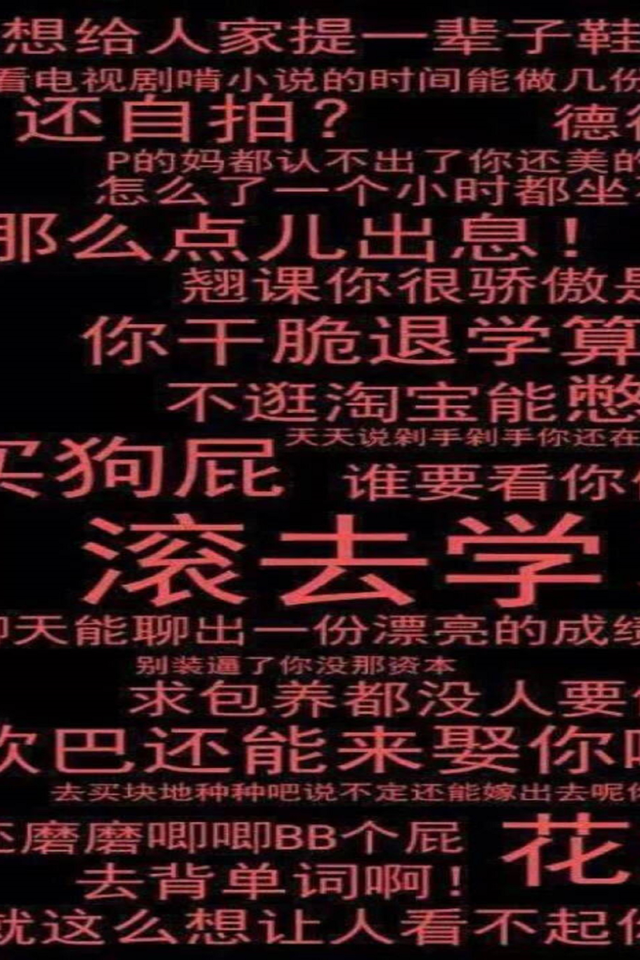 想给人家提一辈子鞋
看电视剧啃小说的时间能做几份
还自拍？
德行
P的妈都认不出了你还美的
怎么了一个小时都坐
那么点儿出息！
翘课你很骄傲是
你干脆退学算
不逛淘宝能憋
天天说剁手剁手你还在
买狗屁
谁要看你
滚去学
聊天能聊出一份漂亮的成绩
别装逼了你没那资本
求包养都没人要
欧巴还能来娶你
去买块地种种吧说不定还能嫁出去呢
还磨磨唧唧BB个屁
花
去背单词啊！
就这么想让人看不起你